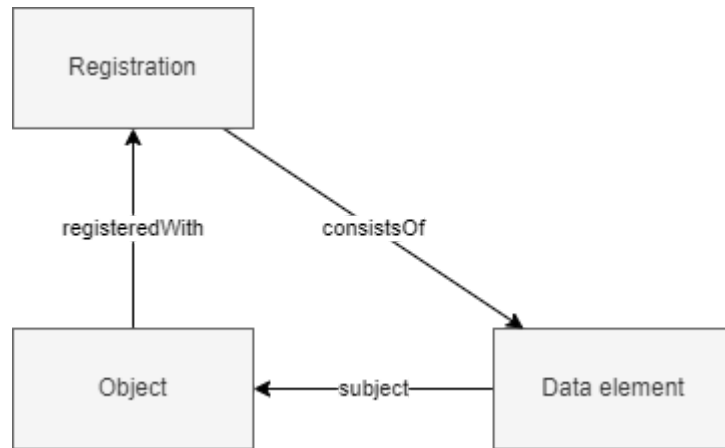 Registration
registeredWith
consistsOf
Object
subject
Data element